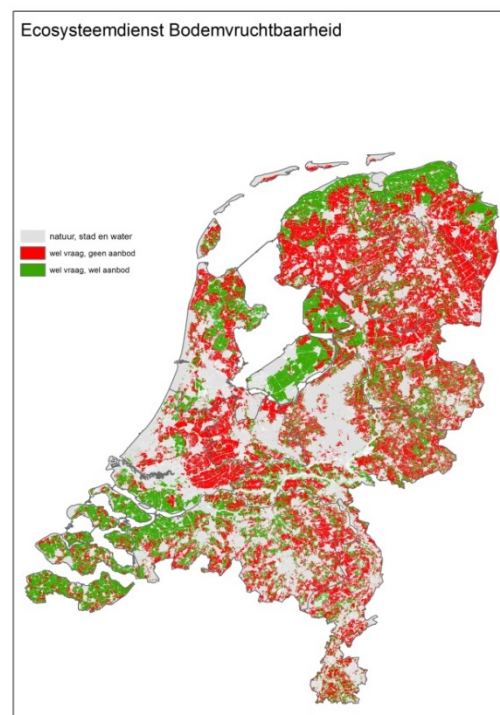 Ecosysteemdienst Bodemvruchtbaarheid
natuur, stad en water
wel vraag, geen aanbod
wel vraag, wel aanbod